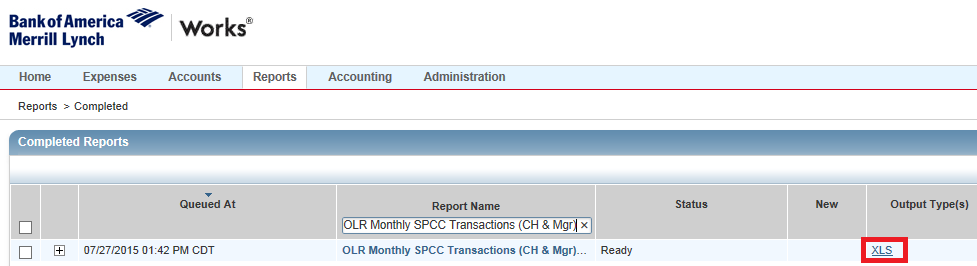 Bank of America
Merrill Lynch
Works®
Home Expenses Accounts Reports Accounting Administration
Reports > Completed
Completed Reports
Queued At Report Name Status New Output Type(s)
OLR Monthly SPCC Transactions (CH & Mgr)
07/27/2015 01:42 PM CDT OLR Monthly SPCC Transactions (CH & Mgr)... Ready XLS